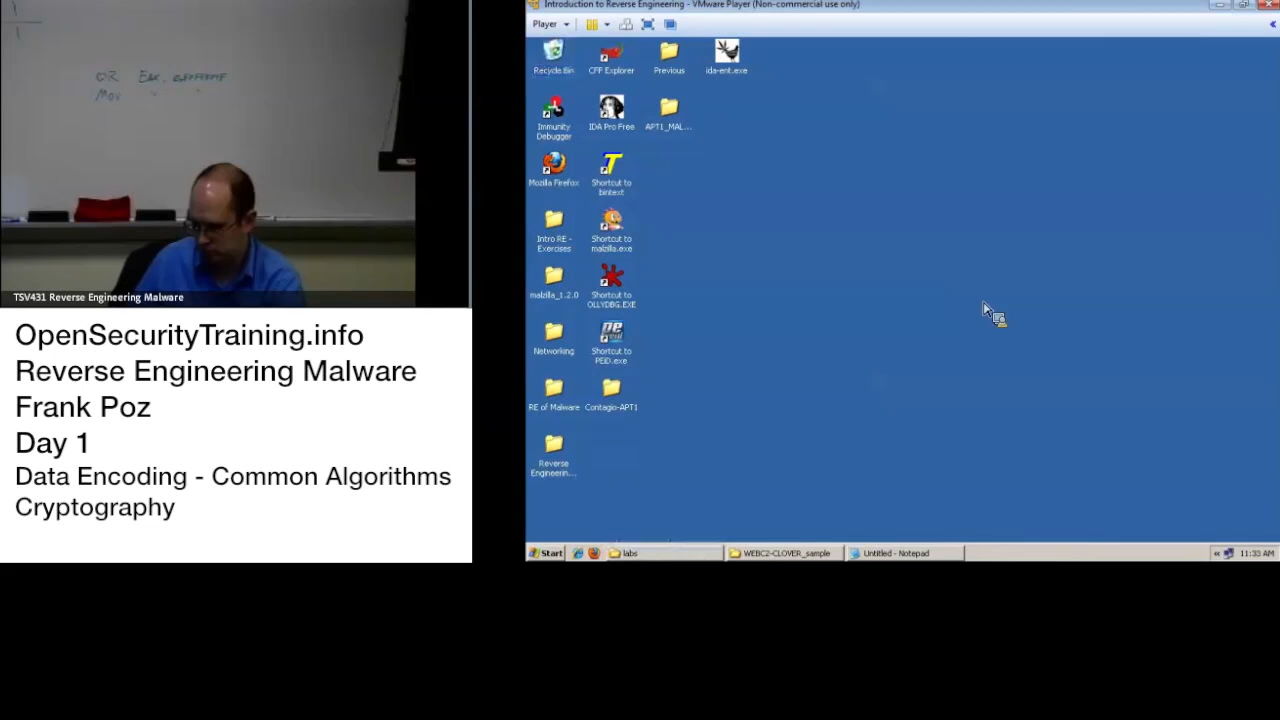 OR EAX,
MOV
TSV431 Reverse Engineering Malware
OpenSecurityTraining.info
Reverse Engineering Malware
Frank Poz
Day 1
Data Encoding - Common Algorithms
Cryptography
Introduction to Reverse Engineering - VMware Player (Non-commercial use only)
Player
Recycle Bin
CFF Explorer
Previous
ida-ent.exe
Immunity
Debugger
IDA Pro Free
APT1_MAL...
Mozilla Firefox
Shortcut to
bintext
Intro RE -
Exercises
Shortcut to
malzilla.exe
malzilla_1.2.0
Shortcut to
OLLYDBG.EXE
Networking
Shortcut to
PEiD.exe
RE of Malware
Contagio-APT1
Reverse
Engineerin...
Start
labs
WEBC2-CLOVER_sample
Untitled - Notepad
11:33 AM